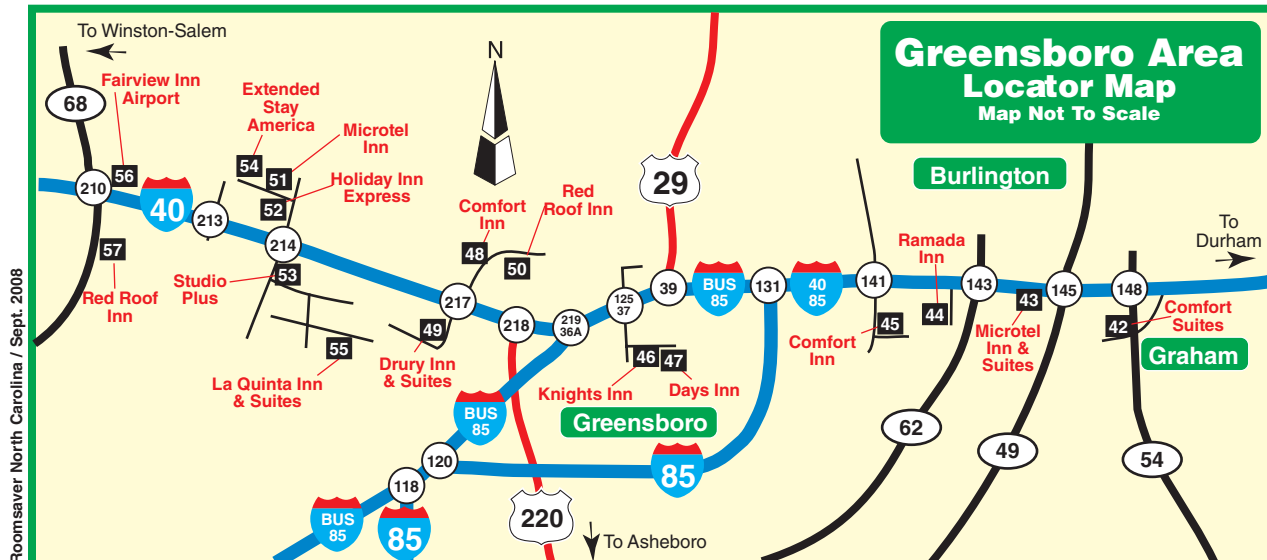 To Winston-Salem
Greensboro Area
Locator Map
Map Not To Scale
N
68
Fairview Inn
Airport
Extended
Stay
America
Microtel
Inn
Holiday Inn
Express
56
54
51
52
210
40
213
214
57
Red Roof
Inn
Studio
Plus
53
55
La Quinta Inn
& Suites
Comfort
Inn
Red
Roof Inn
48
50
217
49
Drury Inn
& Suites
218
219
36A
29
125
37
39
BUS
85
131
40
85
46
47
Knights Inn
Days Inn
Greensboro
BUS
85
120
118
BUS
85
85
85
220
To Asheboro
Burlington
141
45
Comfort
Inn
Ramada
Inn
44
143
43
Microtel
Inn &
Suites
145
148
To
Durham
42
Comfort
Suites
Graham
62
49
54
Roomsaver North Carolina / Sept. 2008